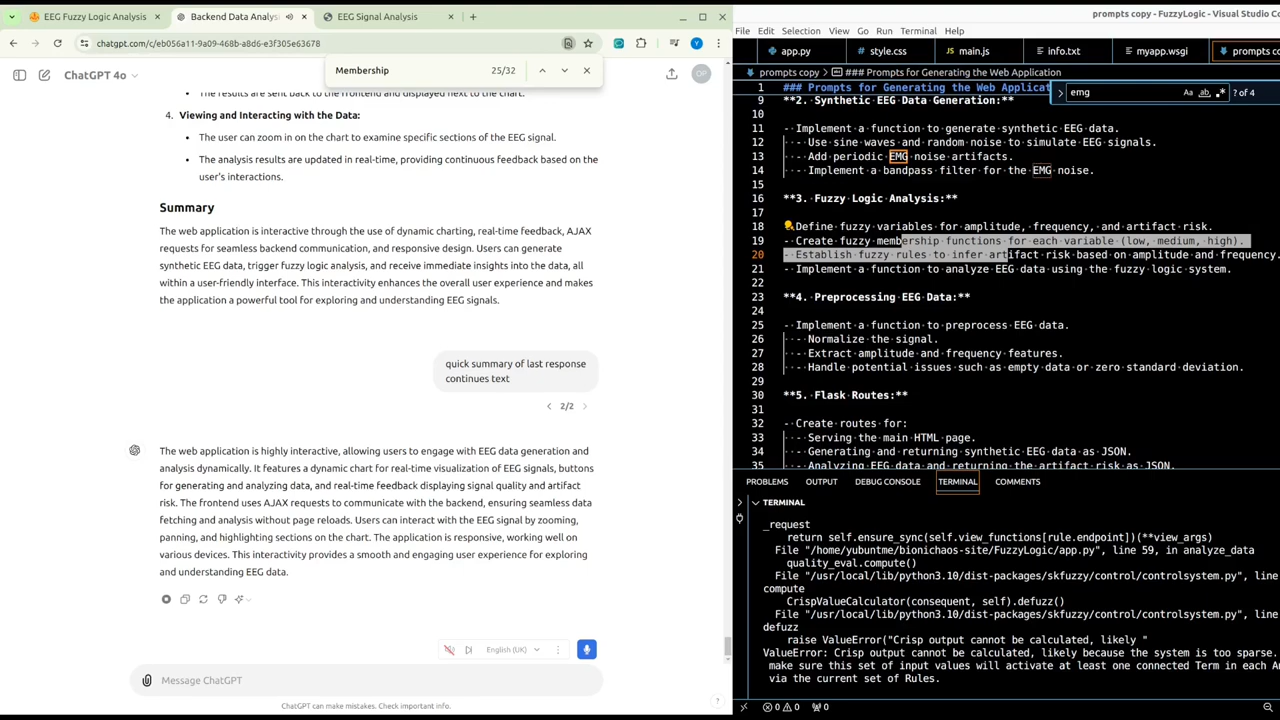 EEG Fuzzy Logic Analysis
Backend Data Analys
EEG Signal Analysis
chatgpt.com/c/eb056a11-9a09-468b-a8d6-e3f305e63678
Membership
25/32
ChatGPT 4o
OP
The results are sent back to the frontend and displayed next to the chart.
4. Viewing and Interacting with the Data:
The user can zoom in on the chart to examine specific sections of the EEG signal.
The analysis results are updated in real-time, providing continuous feedback based on the
user's interactions.
Summary
The web application is interactive through the use of dynamic charting, real-time feedback, AJAX
requests for seamless backend communication, and responsive design. Users can generate
synthetic EEG data, trigger fuzzy logic analysis, and receive immediate insights into the data, all
within a user-friendly interface. This interactivity enhances the overall user experience and makes
the application a powerful tool for exploring and understanding EEG signals.
quick summary of last response
continues text
2/2
The web application is highly interactive, allowing users to engage with EEG data generation and
analysis dynamically. It features a dynamic chart for real-time visualization of EEG signals, buttons
for generating and analyzing data, and real-time feedback displaying signal quality and artifact
risk. The frontend uses AJAX requests to communicate with the backend, ensuring seamless data
fetching and analysis without page reloads. Users can interact with the EEG signal by zooming,
panning, and highlighting sections on the chart. The application is responsive, working well on
various devices. This interactivity provides a smooth and engaging user experience for exploring
and understanding EEG data.
English (UK)
Message ChatGPT
ChatGPT can make mistakes. Check important info.
?
prompts copy - FuzzyLogic - Visual Studio Co
File Edit Selection View Go Run Terminal Help
app.py
style.css
main.js
info.txt
myapp.wsgi
prompts co
prompts copy > ### Prompts for Generating the Web Application
emg
? of 4
1 ### Prompts for Generating the Web Applicat
9 **2. Synthetic EEG Data Generation:**
10
11 - Implement a function to generate synthetic EEG data.
12 - Use sine waves and random noise to simulate EEG signals.
13 - Add periodic EMG noise artifacts.
14 - Implement a bandpass filter for the EMG noise.
15
16 **3. Fuzzy Logic Analysis:**
17
18 Define fuzzy variables for amplitude, frequency, and artifact risk.
19 - Create fuzzy membership functions for each variable (low, medium, high).
20 - Establish fuzzy rules to infer artifact risk based on amplitude and frequency.
21 - Implement a function to analyze EEG data using the fuzzy logic system.
22
23 **4. Preprocessing EEG Data:**
24
25 - Implement a function to preprocess EEG data.
26 - Normalize the signal.
27 - Extract amplitude and frequency features.
28 - Handle potential issues such as empty data or zero standard deviation.
29
30 **5. Flask Routes:**
31
32 - Create routes for:
33 - Serving the main HTML page.
34 - Generating and returning synthetic EEG data as JSON.
35 - Analyzing EEG data and returning the artifact risk as JSON.
PROBLEMS OUTPUT DEBUG CONSOLE TERMINAL COMMENTS
TERMINAL
_request
return self.ensure_sync(self.view_functions[rule.endpoint])(**view_args)
File "/home/yubuntme/bionichaos-site/FuzzyLogic/app.py", line 59, in analyze_data
quality_eval.compute()
File "/usr/local/lib/python3.10/dist-packages/skfuzzy/control/controlsystem.py", line
compute
CrispValueCalculator(consequent, self).defuzz()
File "/usr/local/lib/python3.10/dist-packages/skfuzzy/control/controlsystem.py", line
defuzz
raise ValueError("Crisp output cannot be calculated, likely "
ValueError: Crisp output cannot be calculated, likely because the system is too sparse.
make sure this set of input values will activate at least one connected Term in each A
via the current set of Rules.
0 0 0